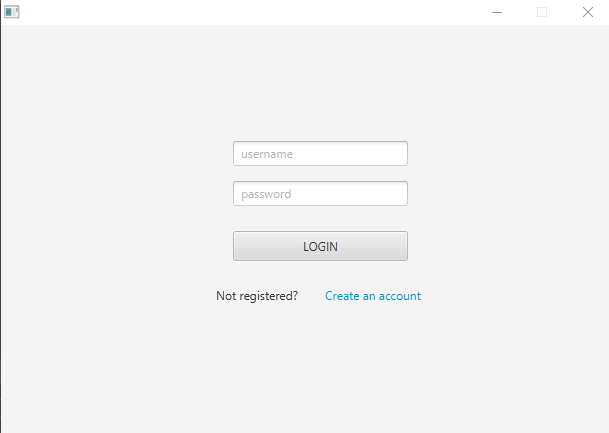 username
password
LOGIN
Not registered? Create an account